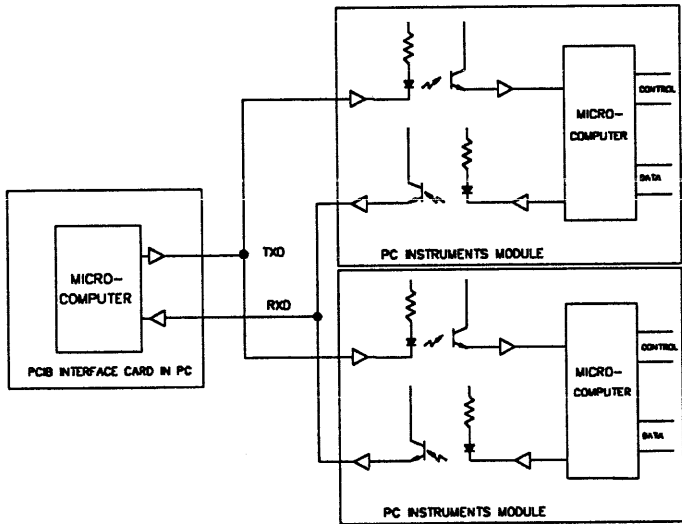 MICRO-
COMPUTER
PCIB INTERFACE CARD IN PC
TXD
RXD
MICRO-
COMPUTER
CONTROL
DATA
PC INSTRUMENTS MODULE
MICRO-
COMPUTER
CONTROL
DATA
PC INSTRUMENTS MODULE